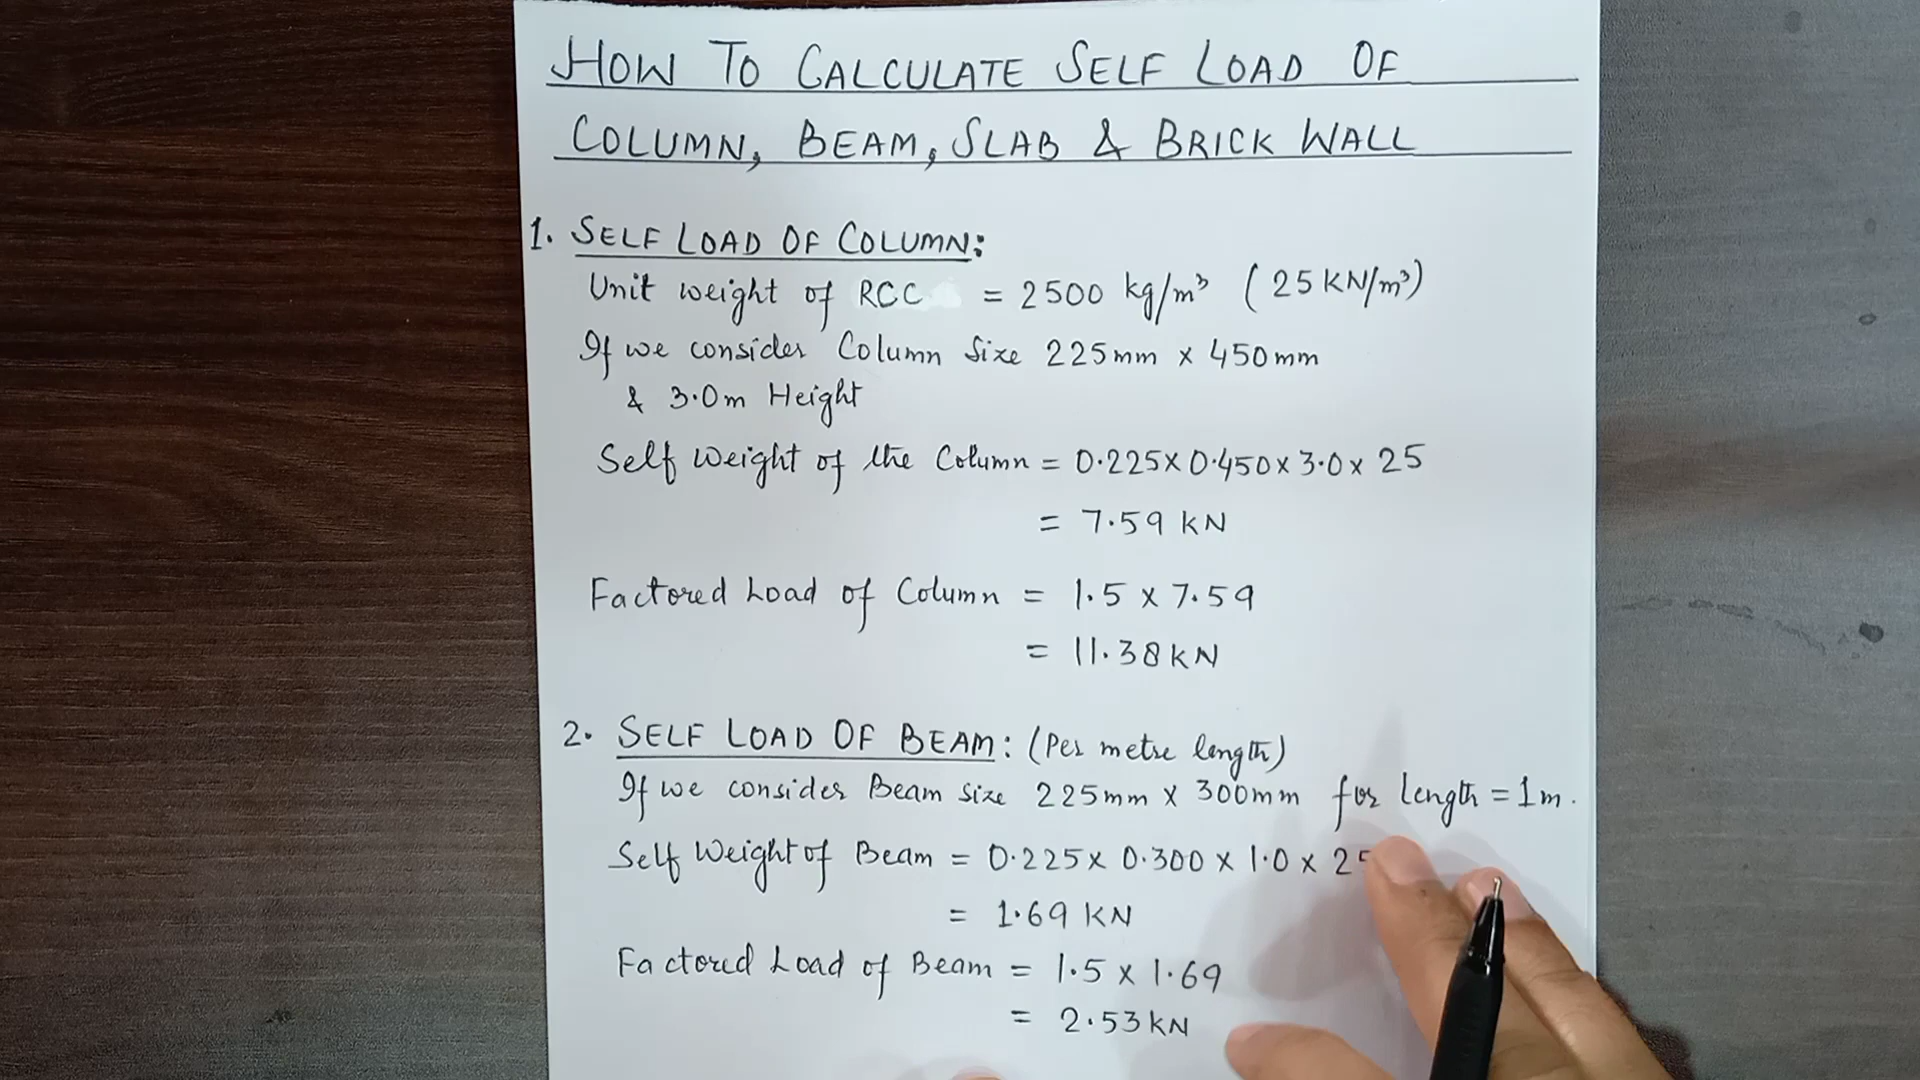 HOW TO CALCULATE SELF LOAD OF
COLUMN, BEAM, SLAB & BRICK WALL
1. SELF LOAD OF COLUMN:
Unit weight of RCC = 2500 kg/m³ (25 KN/m³)
If we consider Column Size 225mm x 450mm
& 3.0m Height
Self Weight of the Column = 0.225 x 0.450 x 3.0 x 25
= 7.59 KN
Factored Load of Column = 1.5 x 7.59
= 11.38 KN
2. SELF LOAD OF BEAM: (Per metre length)
If we consider Beam size 225mm x 300mm for length = 1m.
Self Weight of Beam = 0.225 x 0.300 x 1.0 x 25
= 1.69 KN
Factored Load of Beam = 1.5 x 1.69
= 2.53 KN